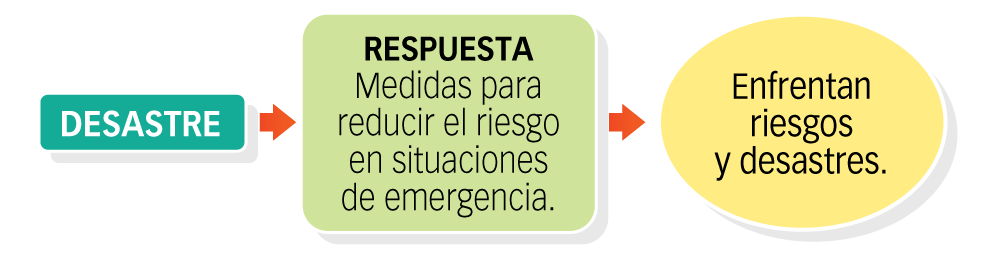 DESASTRE
RESPUESTA
Medidas para
reducir el riesgo
en situaciones
de emergencia.
Enfrentan
riesgos
y desastres.